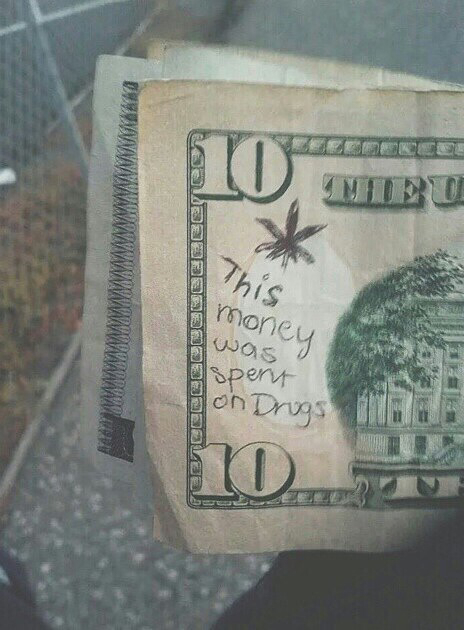 10
THE U
This
money
was
spent
on Drugs
10